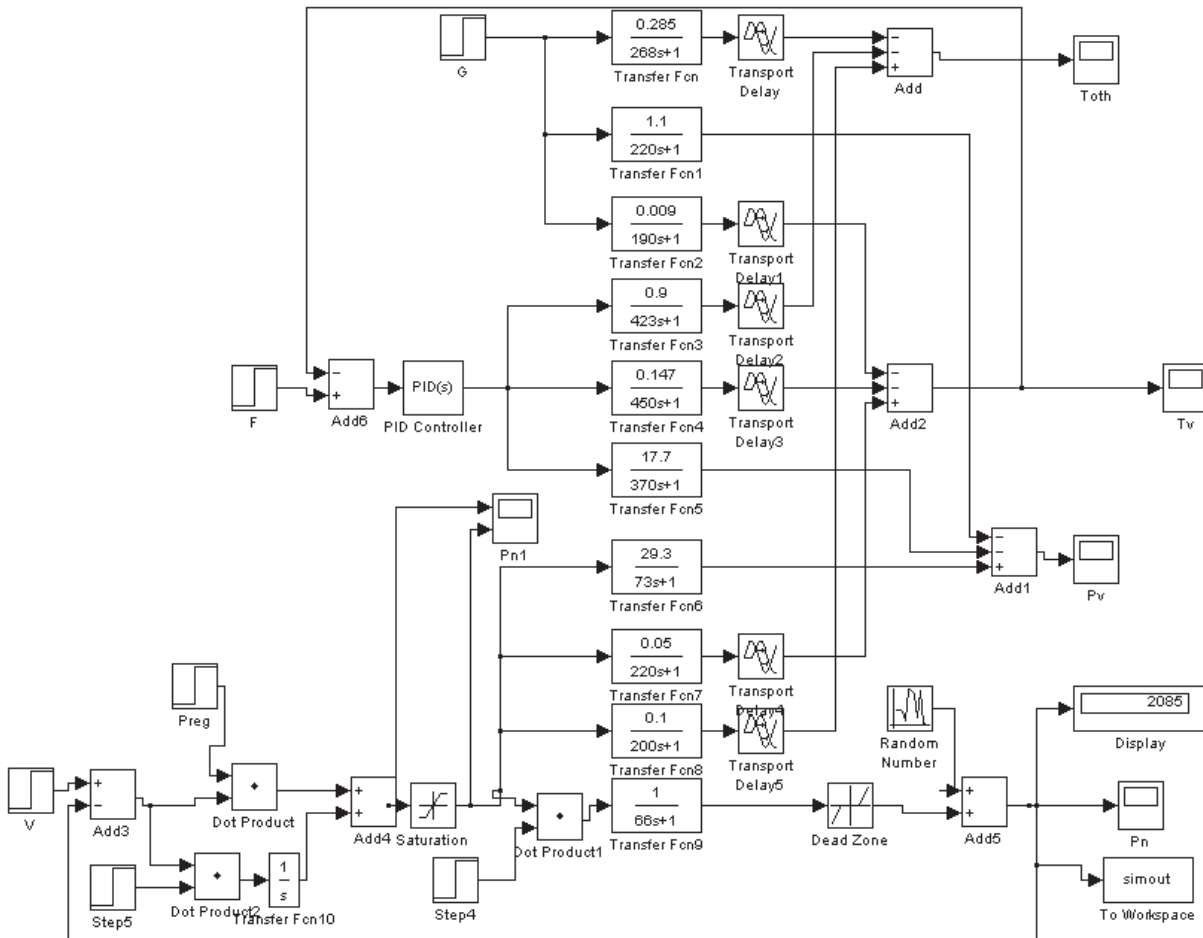 G
0.285
268s+1
Transfer Fcn
Transport
Delay
Add
Toth
1.1
220s+1
Transfer Fcn1
0.009
190s+1
Transfer Fcn2
Transport
Delay1
0.9
423s+1
Transfer Fcn3
Transport
Delay2
F
Add6
PID(s)
PID Controller
0.147
450s+1
Transfer Fcn4
Transport
Delay3
Add2
Tv
17.7
370s+1
Transfer Fcn5
Pn1
29.3
73s+1
Transfer Fcn6
Add1
Pv
0.05
220s+1
Transfer Fcn7
Transport
Delay4
Preg
0.1
200s+1
Transfer Fcn8
Transport
Delay5
Random
Number
2085
Display
V
Add3
Dot Product
Add4
Saturation
Dot Product1
1
66s+1
Transfer Fcn9
Dead Zone
Add5
Pn
Step5
Dot Product2
1
s
Transfer Fcn10
Step4
simout
To Workspace